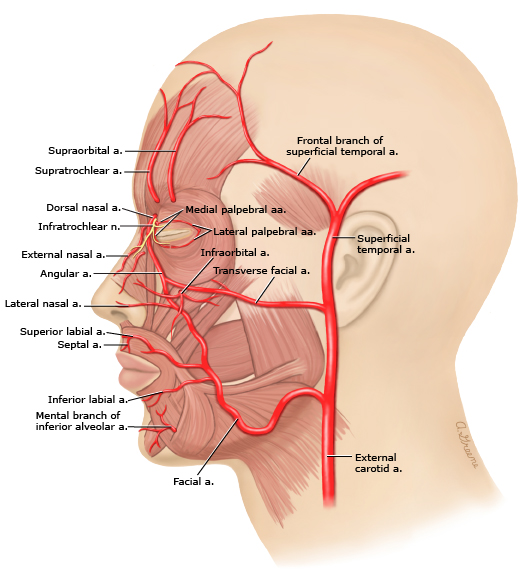 Frontal branch of
superficial temporal a.
Supraorbital a.
Supratrochlear a.
Dorsal nasal a.
Medial palpebral aa.
Infratrochlear n.
Lateral palpebral aa.
Superficial
temporal a.
External nasal a.
Infraorbital a.
Angular a.
Transverse facial a.
Lateral nasal a.
Superior labial a.
Septal a.
Inferior labial a.
Mental branch of
inferior alveolar a.
External
carotid a.
Facial a.